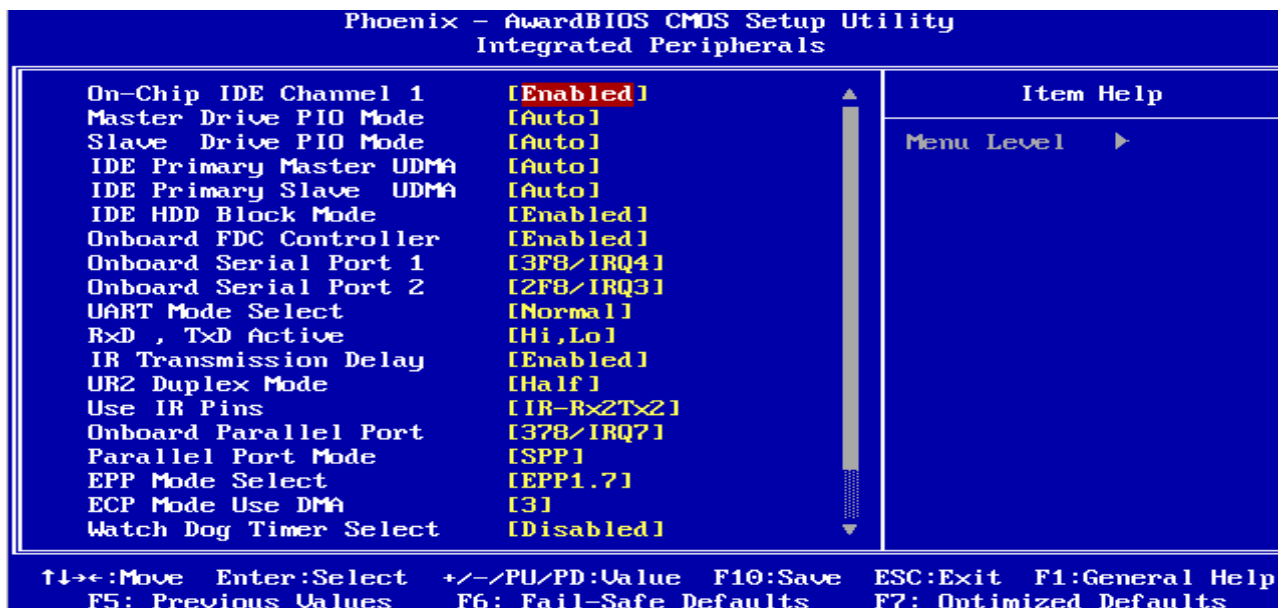 Phoenix - AwardBIOS CMOS Setup Utility
Integrated Peripherals
On-Chip IDE Channel 1 [Enabled]
Master Drive PIO Mode [Auto]
Slave Drive PIO Mode [Auto]
IDE Primary Master UDMA [Auto]
IDE Primary Slave UDMA [Auto]
IDE HDD Block Mode [Enabled]
Onboard FDC Controller [Enabled]
Onboard Serial Port 1 [3F8/IRQ4]
Onboard Serial Port 2 [2F8/IRQ3]
UART Mode Select [Normal]
RxD , TxD Active [Hi,Lo]
IR Transmission Delay [Enabled]
UR2 Duplex Mode [Half]
Use IR Pins [IR-Rx2Tx2]
Onboard Parallel Port [378/IRQ7]
Parallel Port Mode [SPP]
EPP Mode Select [EPP1.7]
ECP Mode Use DMA [3]
Watch Dog Timer Select [Disabled]
Item Help
Menu Level ►
↑↓→←:Move Enter:Select +/-/PU/PD:Value F10:Save ESC:Exit F1:General Help
F5: Previous Values F6: Fail-Safe Defaults F7: Optimized Defaults